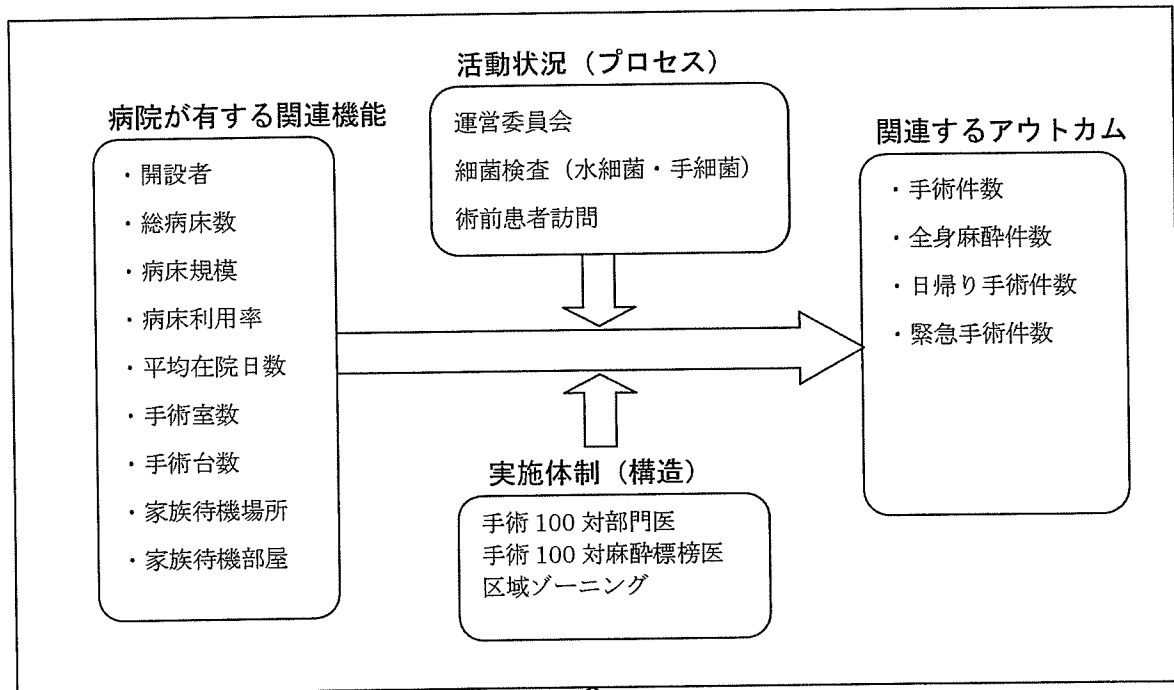 活動状況（プロセス）
運営委員会
細菌検査（水細菌・手細菌）
術前患者訪問
病院が有する関連機能
・開設者
・総病床数
・病床規模
・病床利用率
・平均在院日数
・手術室数
・手術台数
・家族待機場所
・家族待機部屋
関連するアウトカム
・手術件数
・全身麻酔件数
・日帰り手術件数
・緊急手術件数
実施体制（構造）
手術 100 対部門医
手術 100 対麻酔標榜医
区域ゾーニング